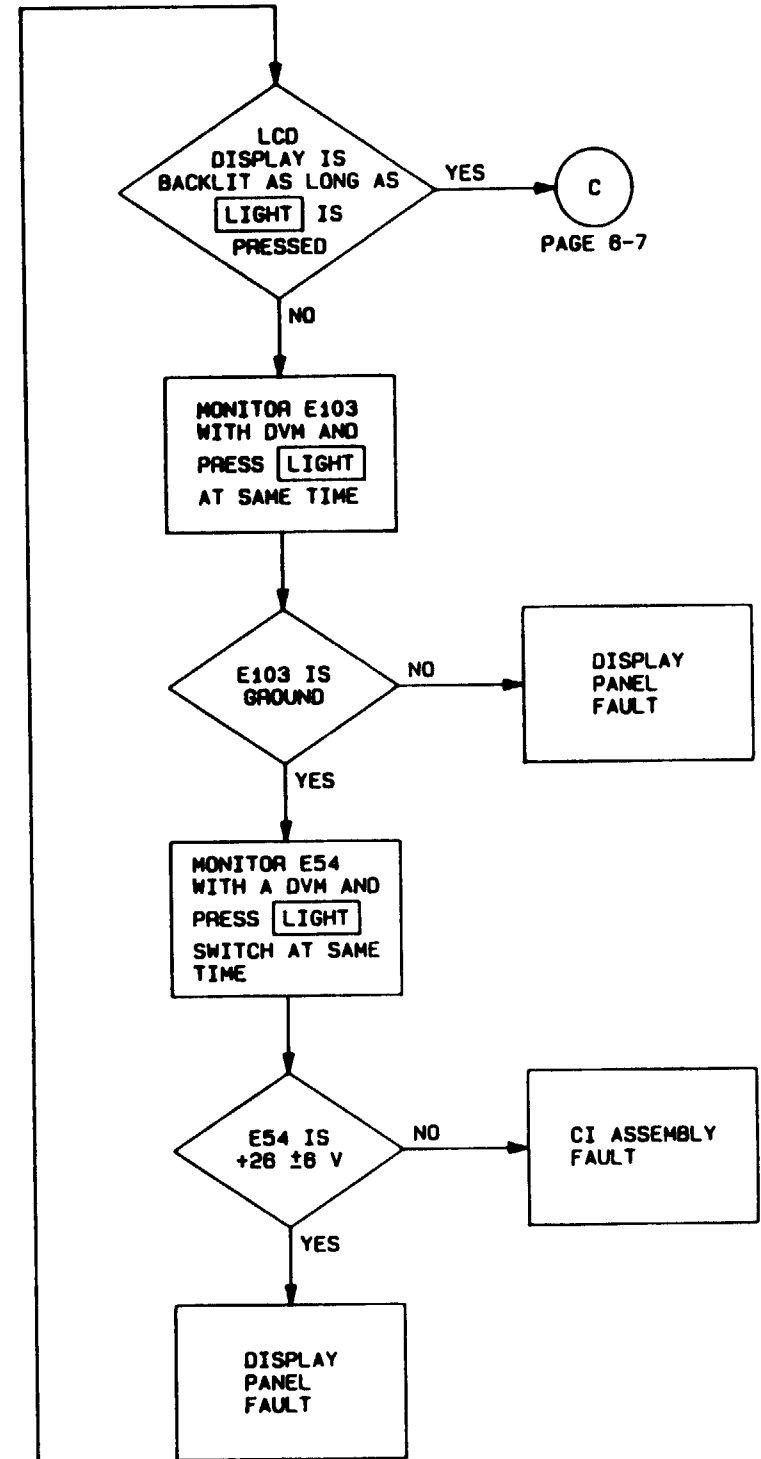 LCD
DISPLAY IS
BACKLIT AS LONG AS
LIGHT IS
PRESSED
YES
C
PAGE 6-7
NO
MONITOR E103
WITH DVM AND
PRESS LIGHT
AT SAME TIME
E103 IS
GROUND
NO
DISPLAY
PANEL
FAULT
YES
MONITOR E54
WITH A DVM AND
PRESS LIGHT
SWITCH AT SAME
TIME
E54 IS
+26 ±6 V
NO
CI ASSEMBLY
FAULT
YES
DISPLAY
PANEL
FAULT